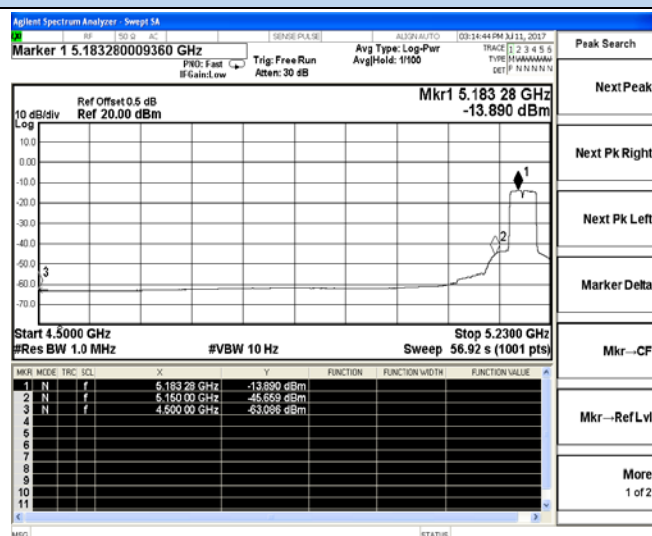 Agilent Spectrum Analyzer - Swept SA
RF 50 Ω AC SENSE:PULSE ALIGN AUTO 03:14:44 PM Jul 11, 2017
Marker 1 5.183280009360 GHz
PNO: Fast
IFGain:Low
Trig: Free Run
Atten: 30 dB
Avg Type: Log-Pwr
Avg|Hold: 1/100
TRACE 1 2 3 4 5 6
TYPE M
DET P N N N N N
Peak Search
Next Peak
Next Pk Right
Next Pk Left
Marker Delta
Mkr→CF
Mkr→Ref Lvl
More
1 of 2
Ref Offset 0.5 dB
10 dB/div Ref 20.00 dBm
Mkr1 5.183 28 GHz
-13.890 dBm
Log
10.0
0.00
-10.0
-20.0
-30.0
-40.0
-50.0
-60.0
-70.0
1
2
3
Start 4.5000 GHz Stop 5.2300 GHz
#Res BW 1.0 MHz #VBW 10 Hz Sweep 56.92 s (1001 pts)
MKR MODE TRC SCL X Y FUNCTION FUNCTION WIDTH FUNCTION VALUE
1 N f 5.183 28 GHz -13.890 dBm
2 N f 5.150 00 GHz -45.659 dBm
3 N f 4.500 00 GHz -63.086 dBm
4
5
6
7
8
9
10
11
MSG STATUS